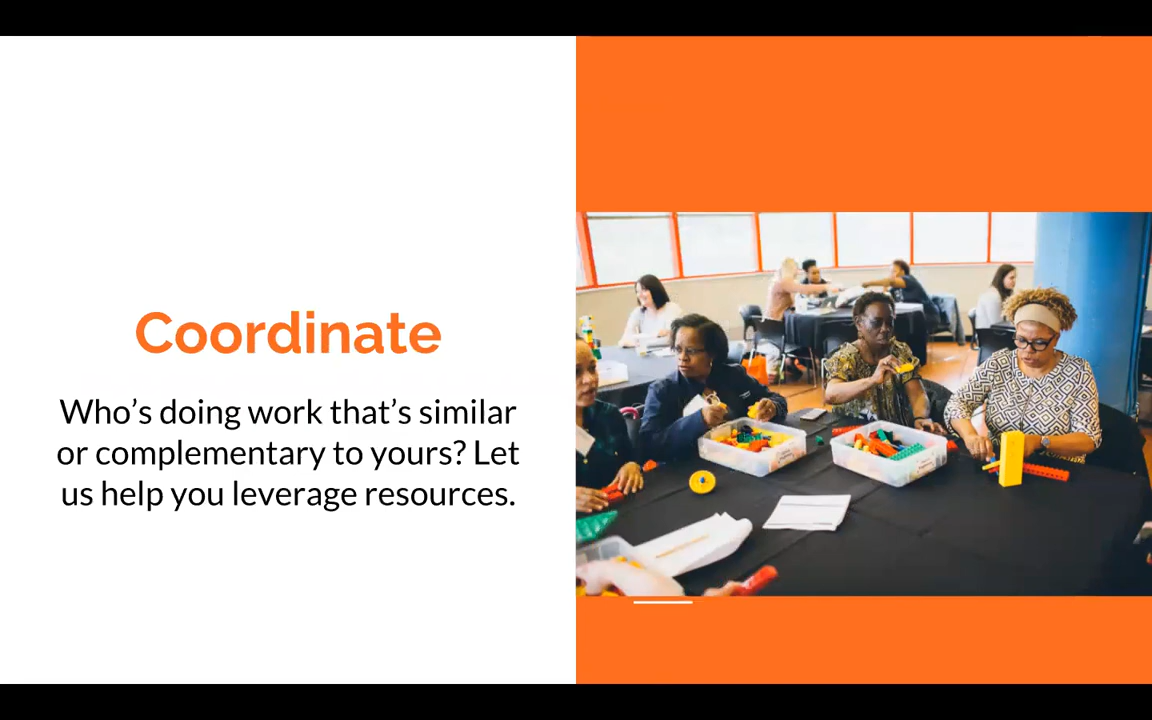 Coordinate
Who’s doing work that’s similar
or complementary to yours? Let
us help you leverage resources.